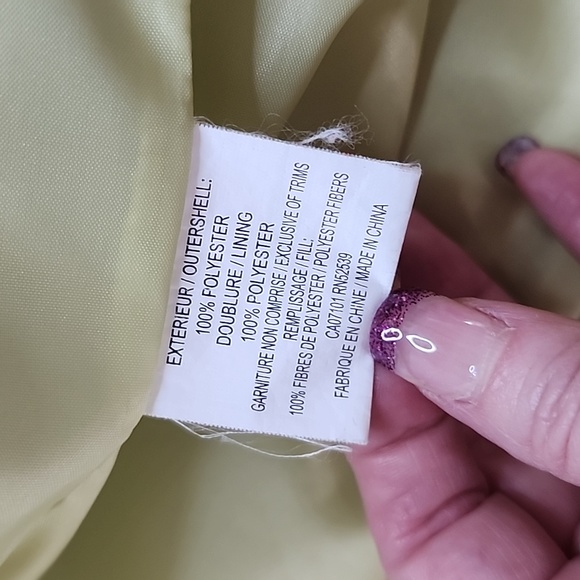 EXTERIEUR / OUTERSHELL:
100% POLYESTER
DOUBLURE / LINING
100% POLYESTER
GARNITURE NON COMPRISE / EXCLUSIVE OF TRIMS
REMPLISSAGE / FILL:
100% FIBRES DE POLYESTER / POLYESTER FIBERS
CA07101 RN52539
FABRIQUE EN CHINE / MADE IN CHINA